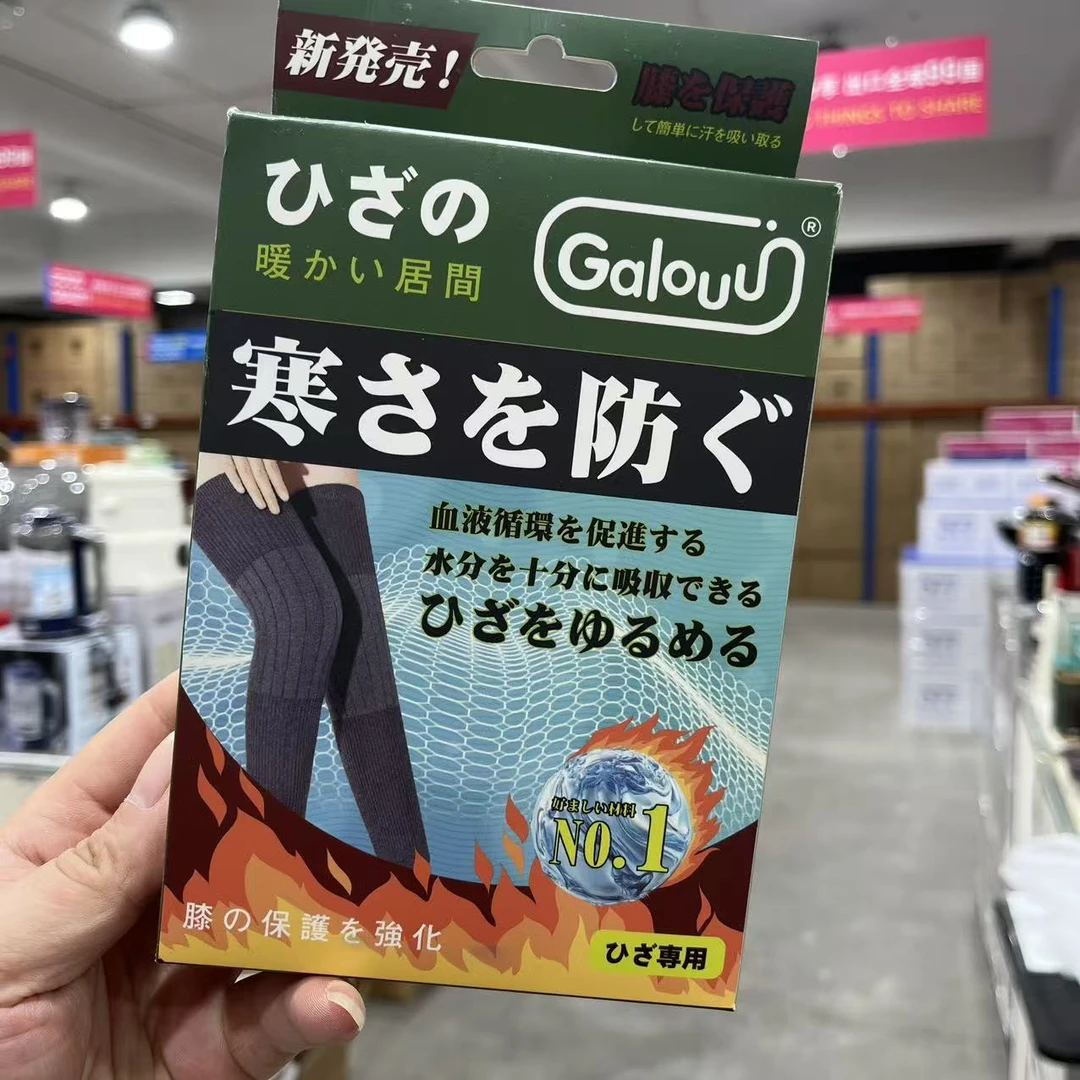 新発売!
膝を保護
して簡単に汗を吸い取る
ひざの
暖かい居間
Galouu®
寒さを防ぐ
血液循環を促進する
水分を十分に吸収できる
ひざをゆるめる
好ましい材料
NO.1
膝の保護を強化
ひざ専用
THINGS TO SHARE